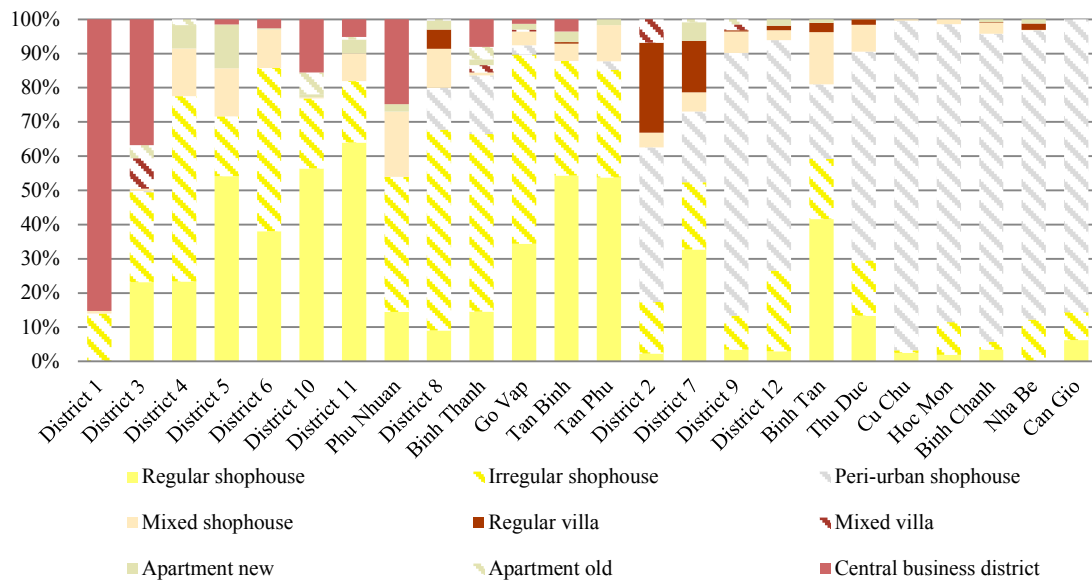 100%
90%
80%
70%
60%
50%
40%
30%
20%
10%
0%
District 1
District 3
District 4
District 5
District 6
District 10
District 11
Phu Nhuan
District 8
Binh Thanh
Go Vap
Tan Binh
Tan Phu
District 2
District 7
District 9
District 12
Binh Tan
Thu Duc
Cu Chu
Hoc Mon
Binh Chanh
Nha Be
Can Gio
Regular shophouse
Irregular shophouse
Peri-urban shophouse
Mixed shophouse
Regular villa
Mixed villa
Apartment new
Apartment old
Central business district